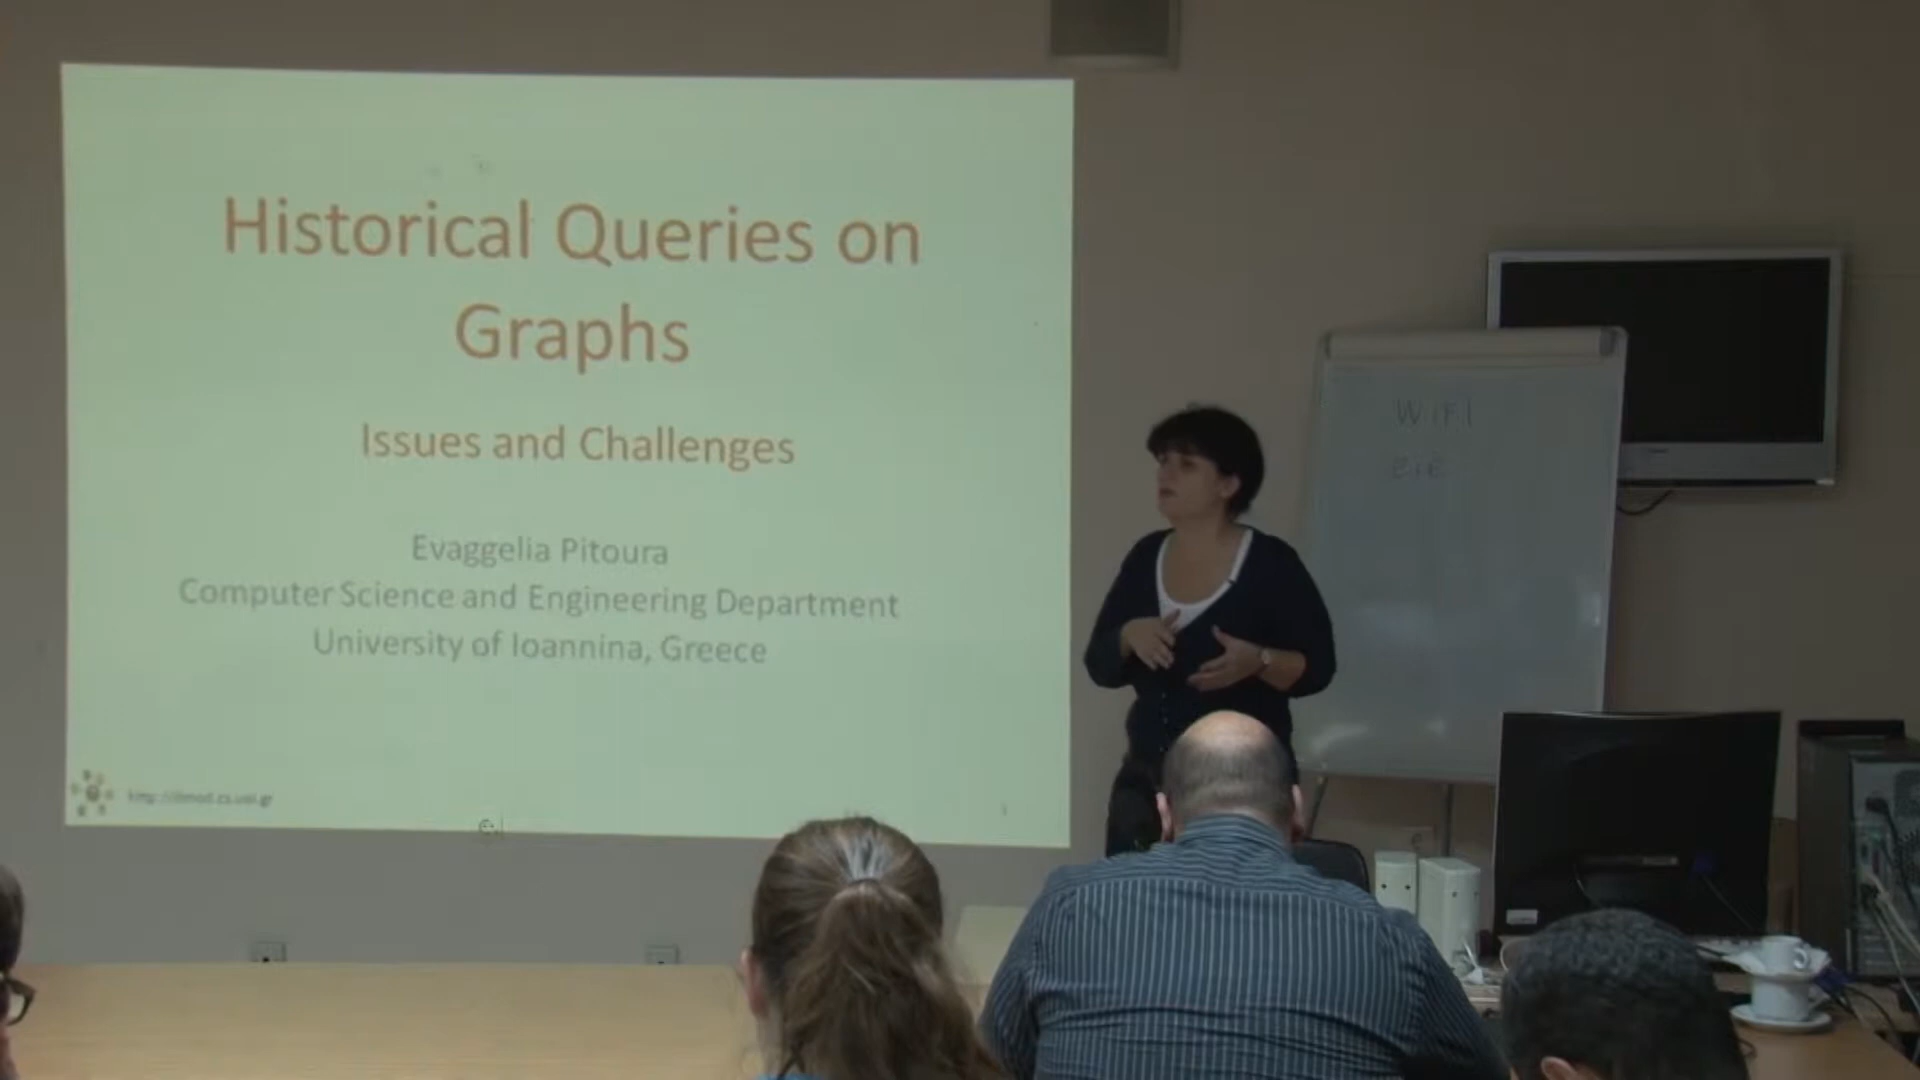 Historical Queries on
Graphs
Issues and Challenges
Evaggelia Pitoura
Computer Science and Engineering Department
University of Ioannina, Greece
WIFI